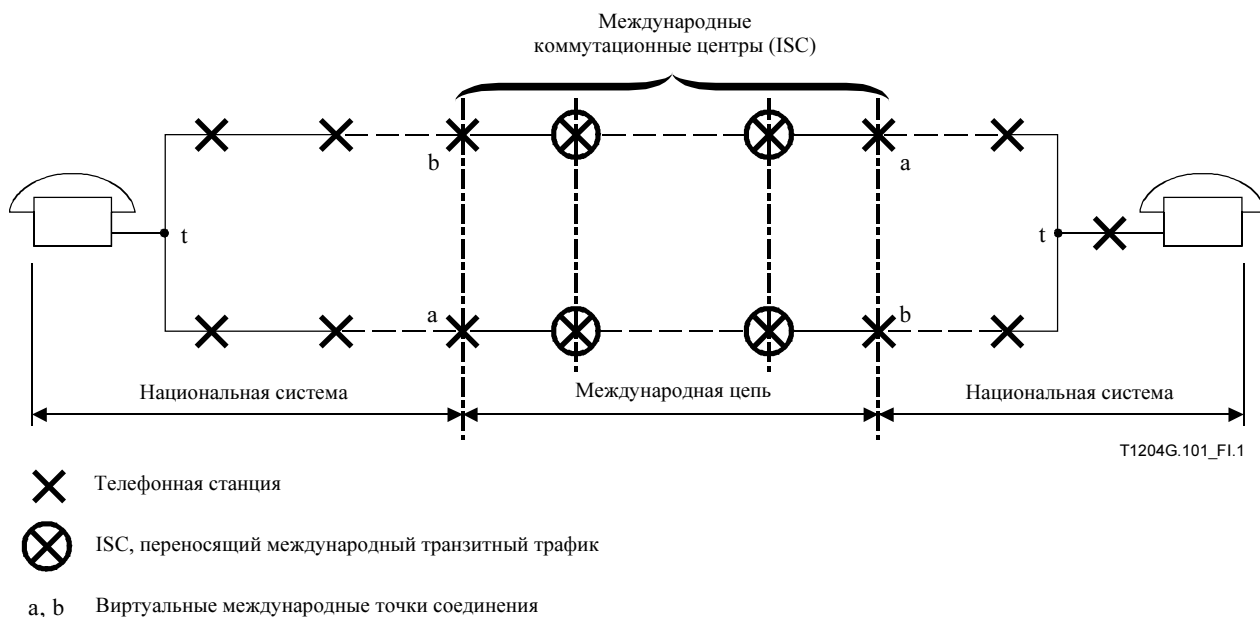 Международные
коммутационные центры (ISC)
b
a
t
t
a
b
Национальная система
Международная цепь
Национальная система
T1204G.101_FI.1
Телефонная станция
ISC, переносящий международный транзитный трафик
a, b Виртуальные международные точки соединения